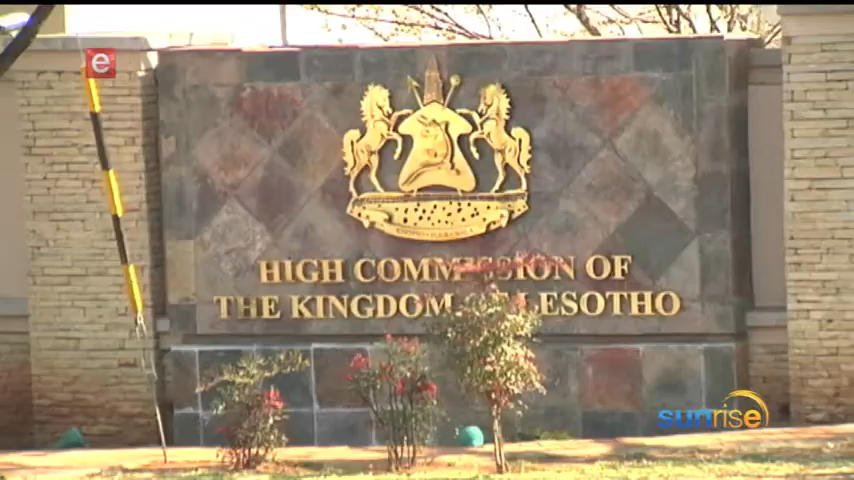 e
HIGH COMMISSION OF
THE KINGDOM LESOTHO
sunrise